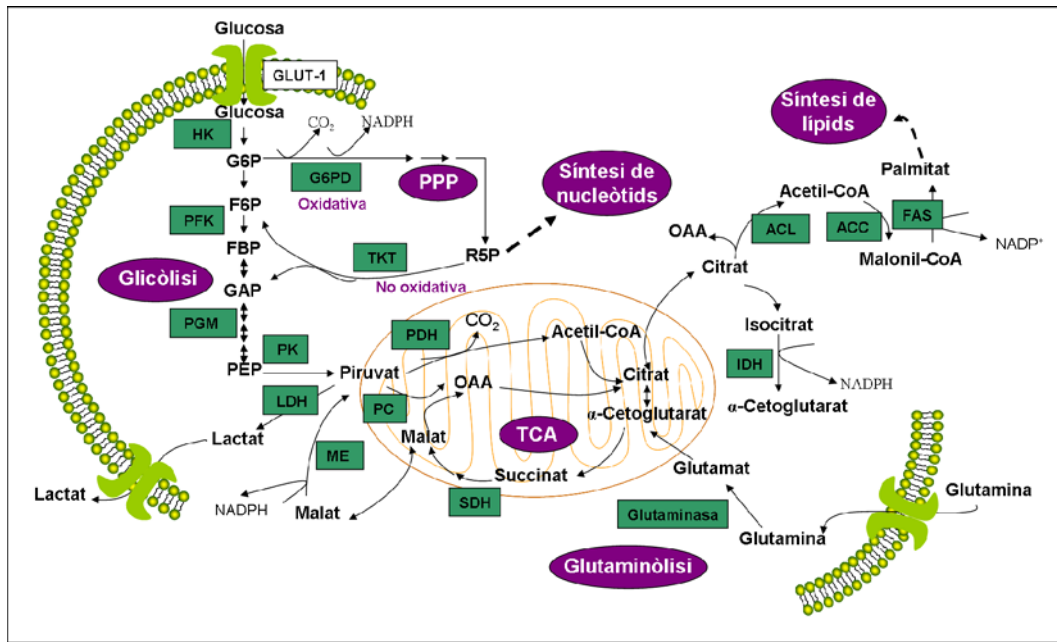 Glucosa
GLUT-1
Glucosa
HK
CO₂
NADPH
G6P
G6PD
PPP
Oxidativa
Síntesi de
nucleòtids
F6P
PFK
FBP
TKT
R5P
No oxidativa
Glicòlisi
GAP
PGM
PK
PEP
Piruvat
LDH
Lactat
Lactat
ME
NADPH
Malat
PDH
CO₂
Acetil-CoA
PC
OAA
Citrat
α-Cetoglutarat
TCA
Malat
Succinat
SDH
Glutamat
Glutaminasa
Glutamina
Glutamina
Glutaminòlisi
Síntesi de
lípids
Palmitat
Acetil-CoA
FAS
ACL
ACC
OAA
NADP⁺
Malonil-CoA
Citrat
Isocitrat
IDH
NADPH
α-Cetoglutarat